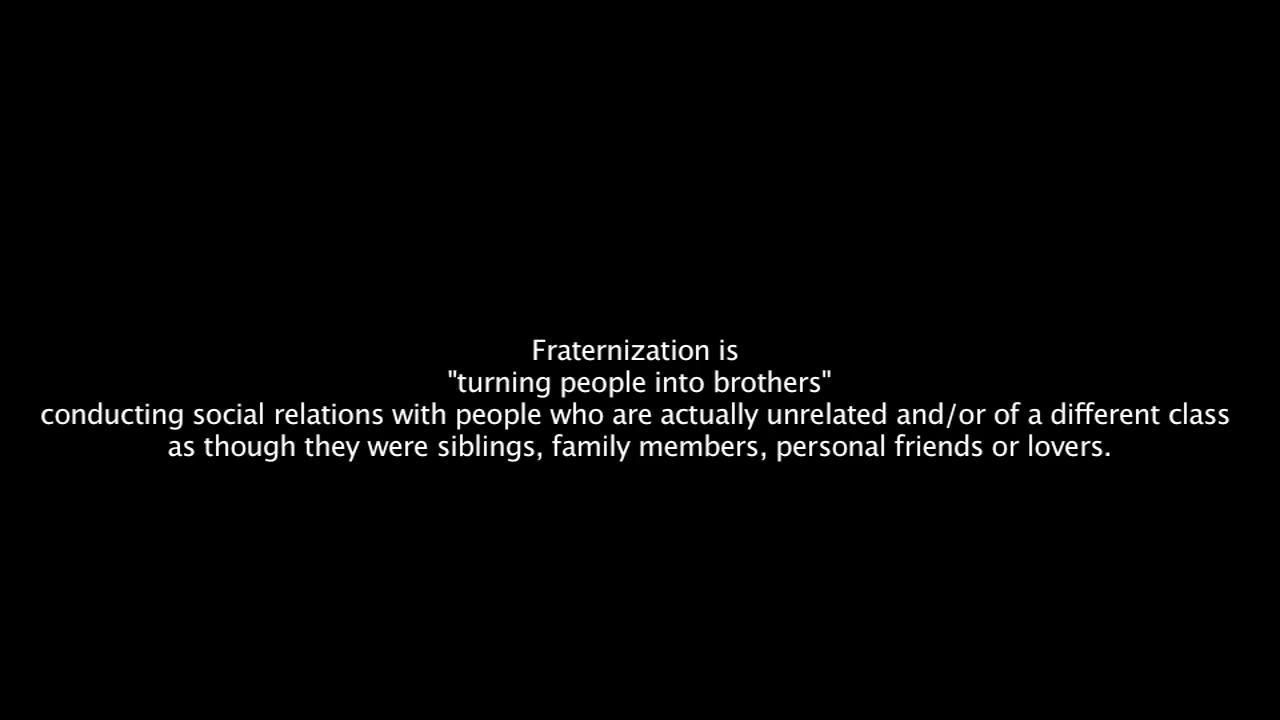 Fraternization is
"turning people into brothers"
conducting social relations with people who are actually unrelated and/or of a different class
as though they were siblings, family members, personal friends or lovers.